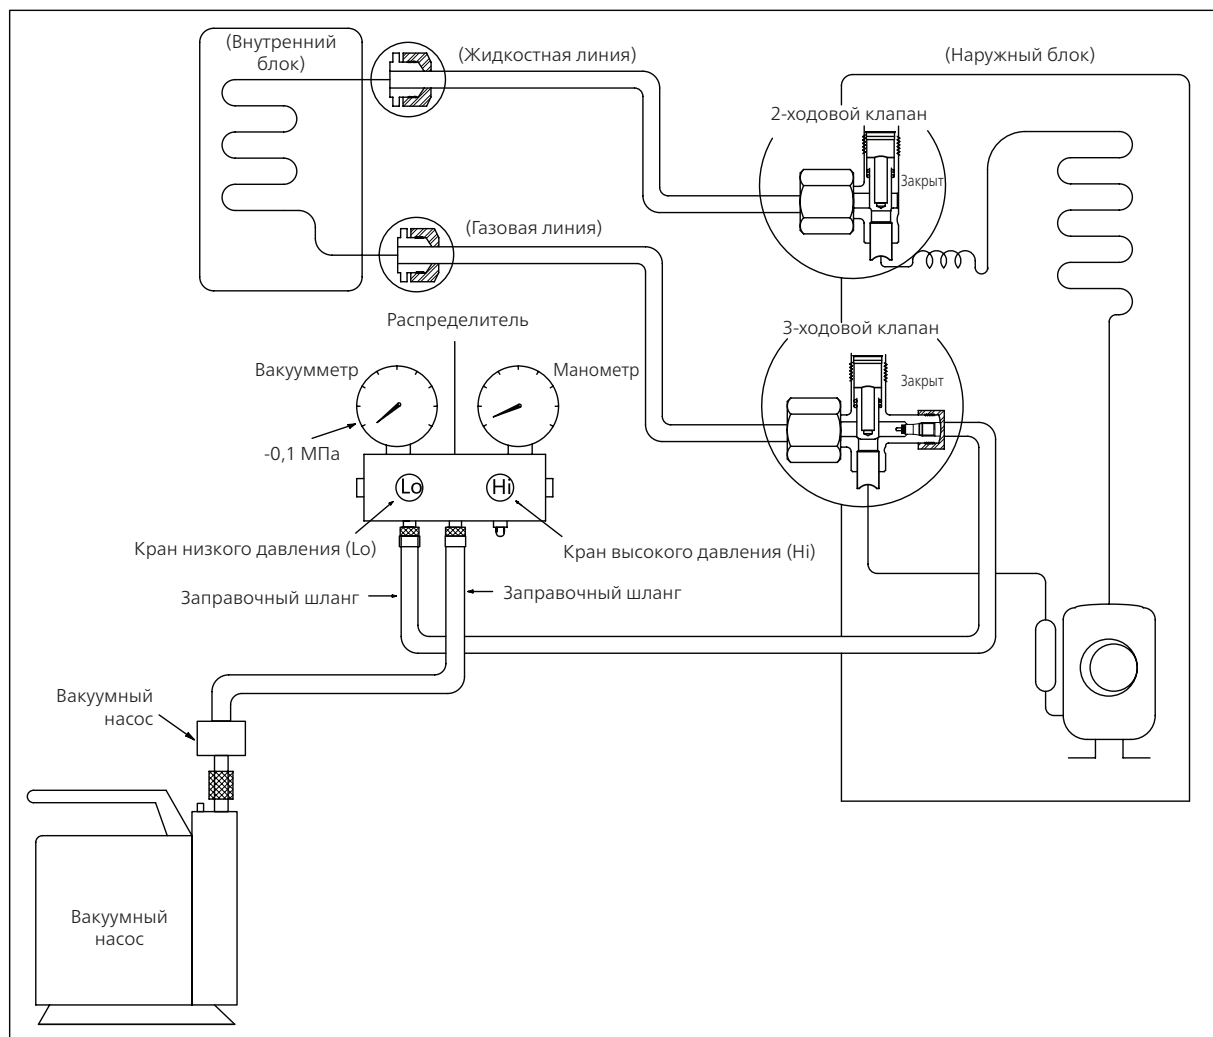 (Внутренний
блок)
(Жидкостная линия)
(Наружный блок)
2-ходовой клапан
Закрыт
(Газовая линия)
Распределитель
3-ходовой клапан
Вакуумметр
Манометр
Закрыт
-0,1 МПа
Lo
Hi
Кран низкого давления (Lo)
Кран высокого давления (Hi)
Заправочный шланг
Заправочный шланг
Вакуумный
насос
Вакуумный
насос